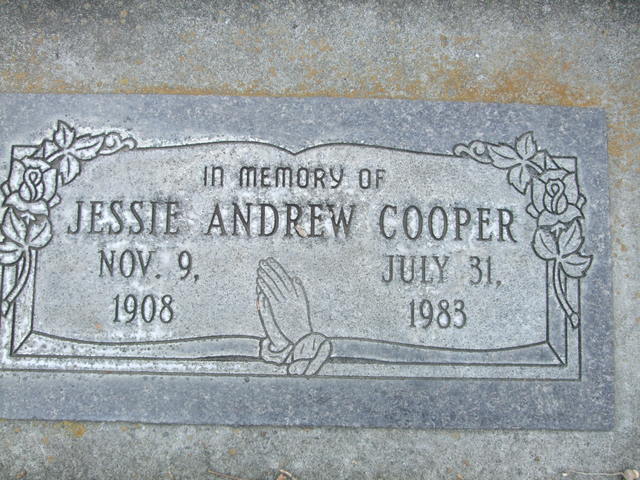 IN MEMORY OF
JESSIE ANDREW COOPER
NOV. 9, JULY 31,
1908 1983